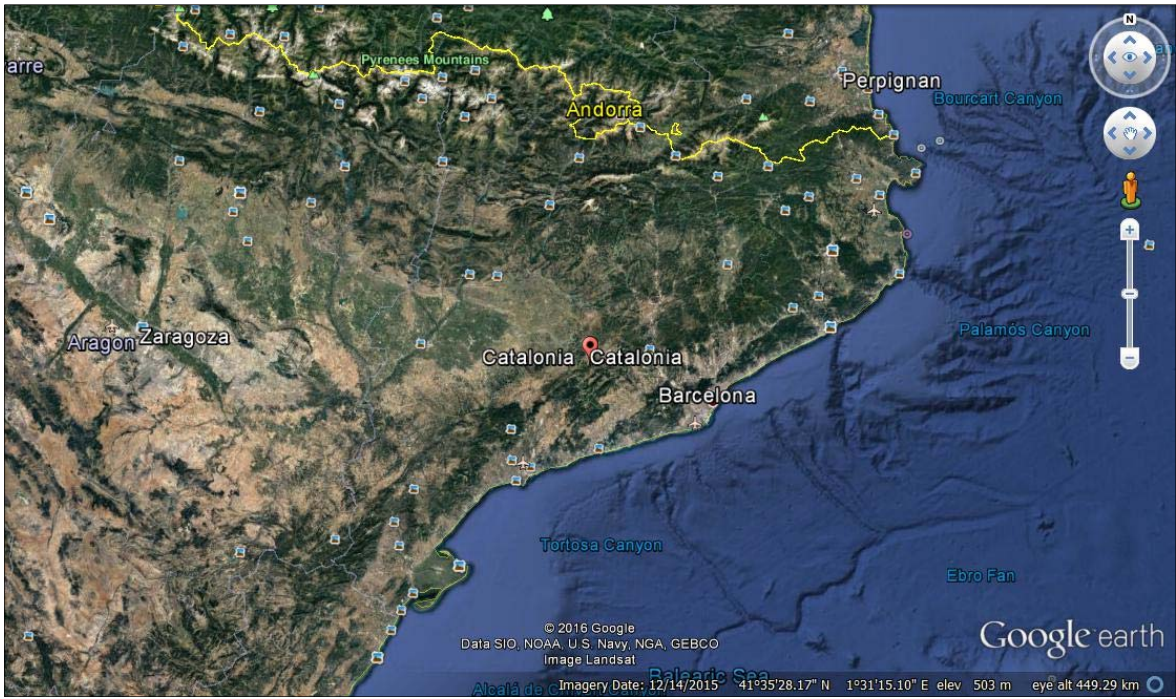 N
Pyrenees Mountains
varre
Perpignan
Bourcart Canyon
Andorra
Palamós Canyon
Aragon Zaragoza
Catalonia Catalonia
Barcelona
Tortosa Canyon
Ebro Fan
© 2016 Google
Data SIO, NOAA, U.S. Navy, NGA, GEBCO
Image Landsat
Google earth
Balearic Sea
Imagery Date: 12/14/2015 41°35'28.17" N 1°31'15.10" E elev 503 m eye alt 449.29 km